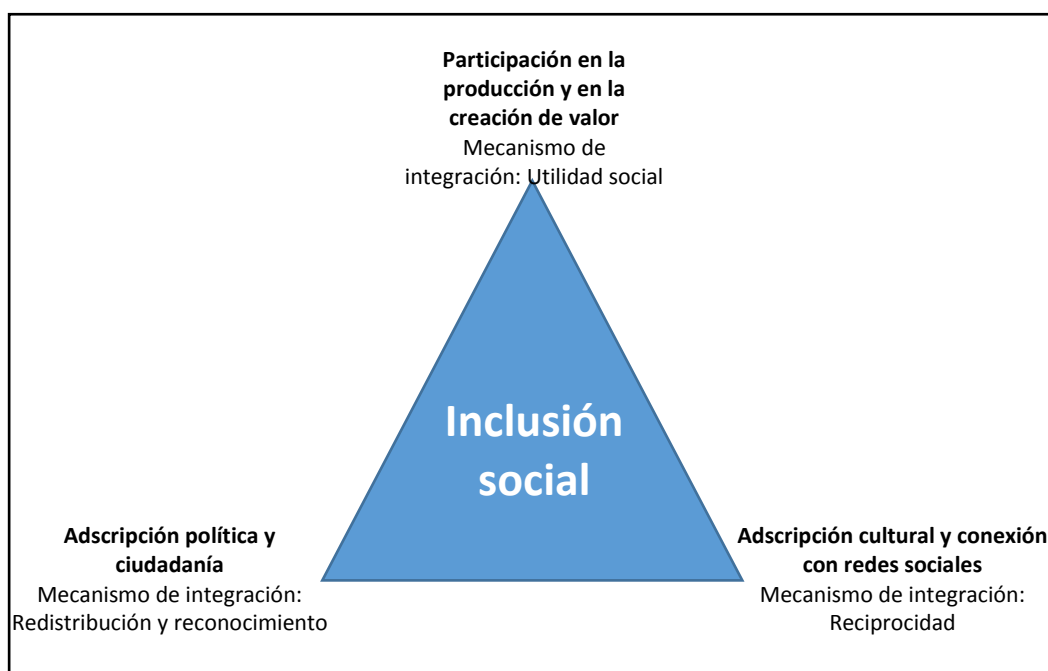 Participación en la
producción y en la
creación de valor
Mecanismo de
integración: Utilidad social
Inclusión
social
Adscripción política y
ciudadanía
Mecanismo de integración:
Redistribución y reconocimiento
Adscripción cultural y conexión
con redes sociales
Mecanismo de integración:
Reciprocidad